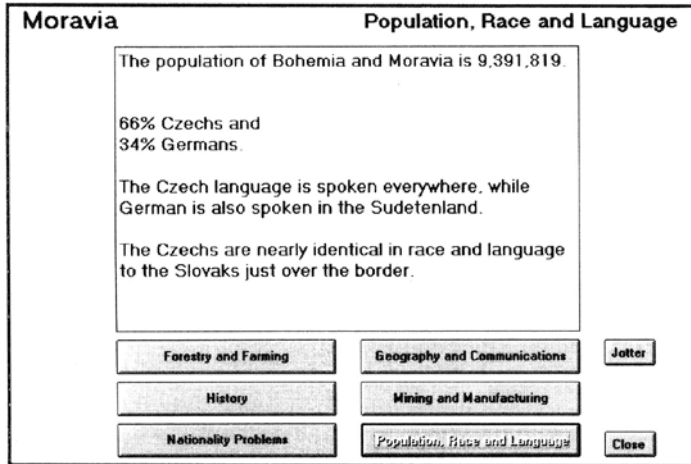 Moravia
Population, Race and Language
The population of Bohemia and Moravia is 9,391,819.
66% Czechs and
34% Germans.
The Czech language is spoken everywhere, while
German is also spoken in the Sudetenland.
The Czechs are nearly identical in race and language
to the Slovaks just over the border.
Forestry and Farming
Geography and Communications
Jotter
History
Mining and Manufacturing
Nationality Problems
Population, Race and Language
Close